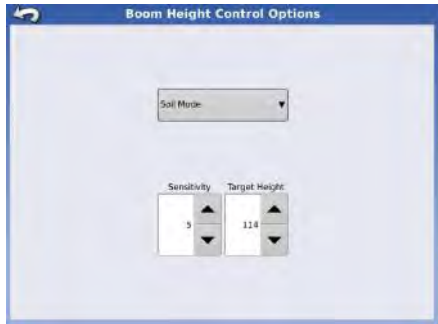 Boom Height Control Options
Soil Mode
Sensitivity Target Height
5 114